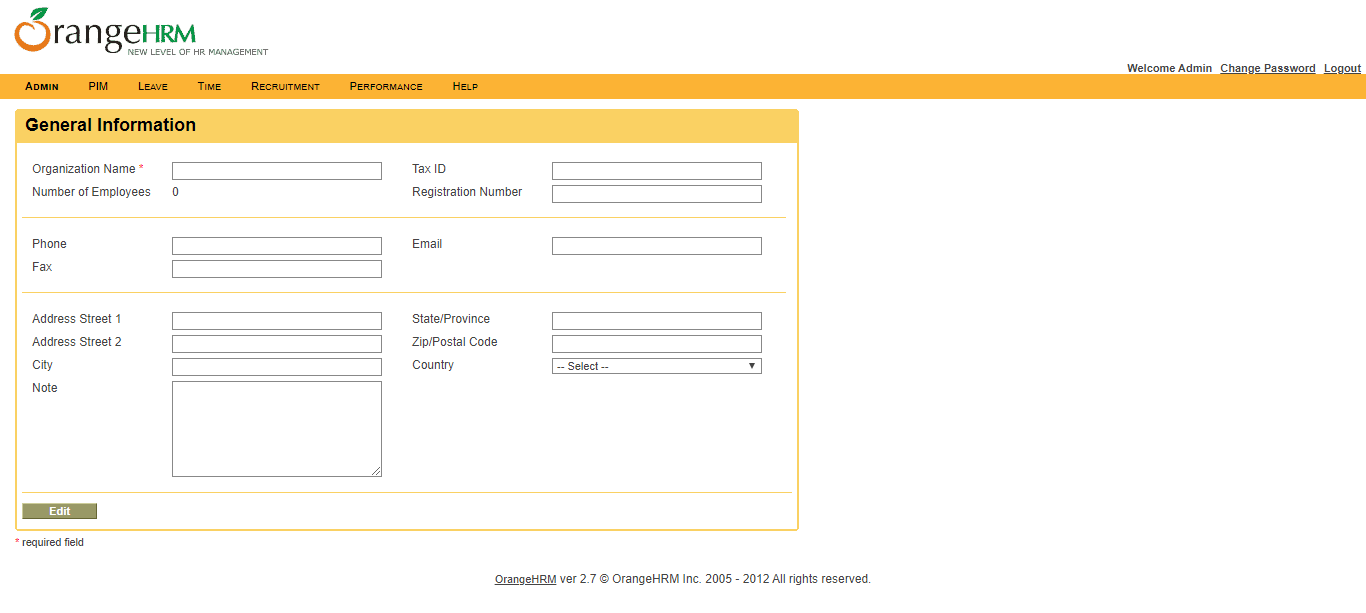 OrangeHRM
NEW LEVEL OF HR MANAGEMENT
Welcome Admin Change Password Logout
ADMIN PIM LEAVE TIME RECRUITMENT PERFORMANCE HELP
General Information
Organization Name * Tax ID
Number of Employees 0 Registration Number
Phone Email
Fax
Address Street 1 State/Province
Address Street 2 Zip/Postal Code
City Country -- Select --
Note
Edit
* required field
OrangeHRM ver 2.7 © OrangeHRM Inc. 2005 - 2012 All rights reserved.